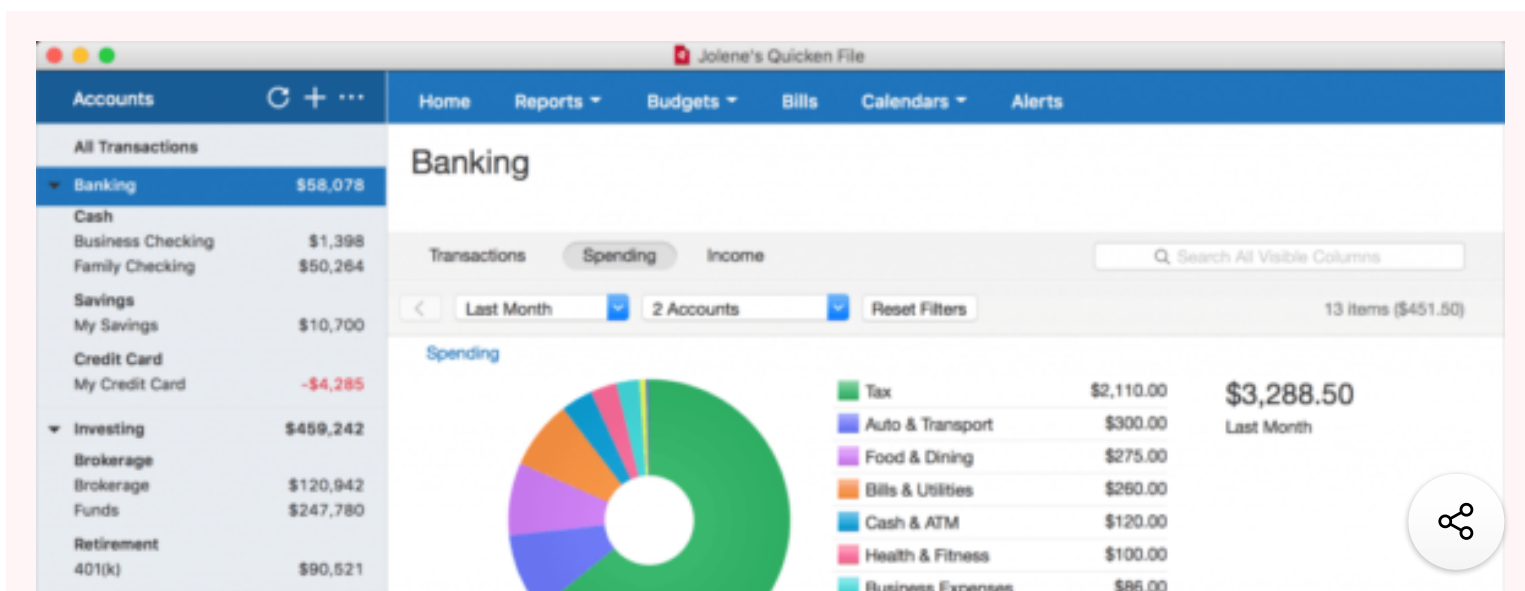 Jolene's Quicken File
Accounts
Home Reports Budgets Bills Calendars Alerts
All Transactions
Banking $58,078
Cash
Business Checking $1,398
Family Checking $50,264
Savings
My Savings $10,700
Credit Card
My Credit Card -$4,285
Investing $459,242
Brokerage
Brokerage $120,942
Funds $247,780
Retirement
401(k) $90,521
Banking
Transactions Spending Income Search All Visible Columns
Last Month 2 Accounts Reset Filters 13 items ($451.50)
Spending
Tax $2,110.00
Auto & Transport $300.00
Food & Dining $275.00
Bills & Utilities $260.00
Cash & ATM $120.00
Health & Fitness $100.00
Business Expenses $86.00
$3,288.50
Last Month